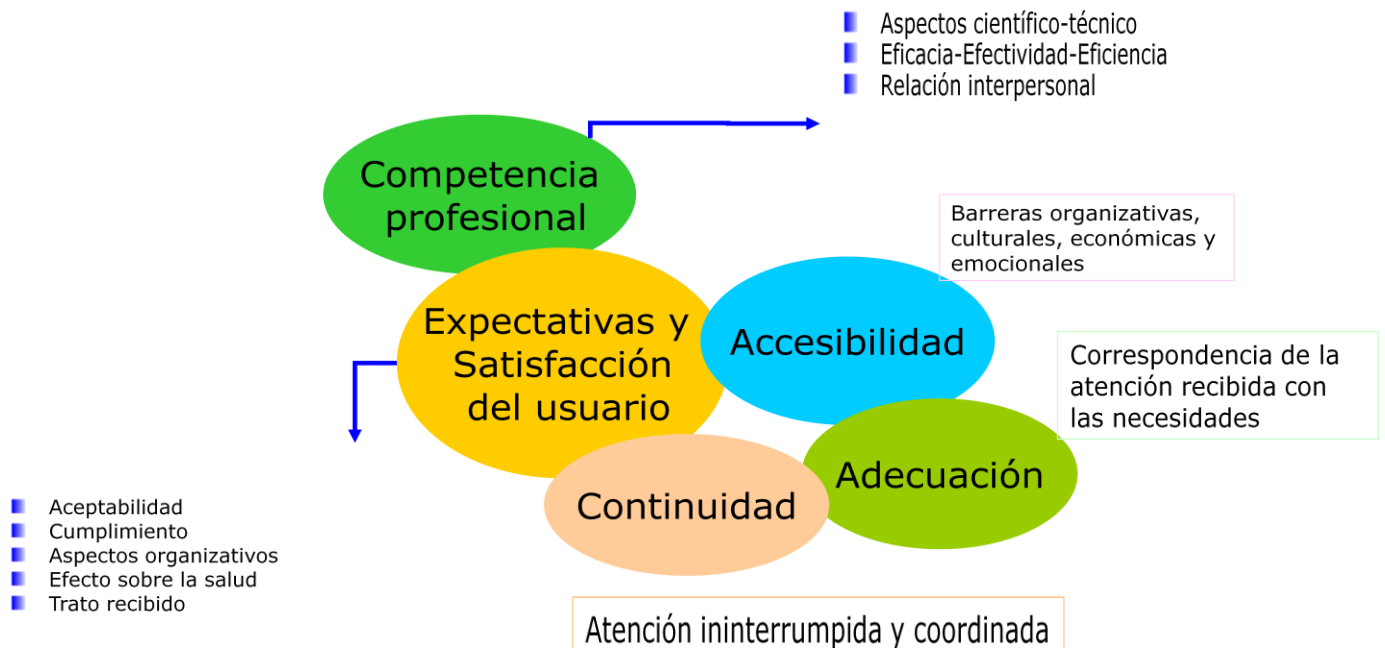 Aspectos científico-técnico
Eficacia-Efectividad-Eficiencia
Relación interpersonal
Competencia
profesional
Barreras organizativas,
culturales, económicas y
emocionales
Expectativas y
Satisfacción
del usuario
Accesibilidad
Correspondencia de la
atención recibida con
las necesidades
Adecuación
Continuidad
Aceptabilidad
Cumplimiento
Aspectos organizativos
Efecto sobre la salud
Trato recibido
Atención ininterrumpida y coordinada